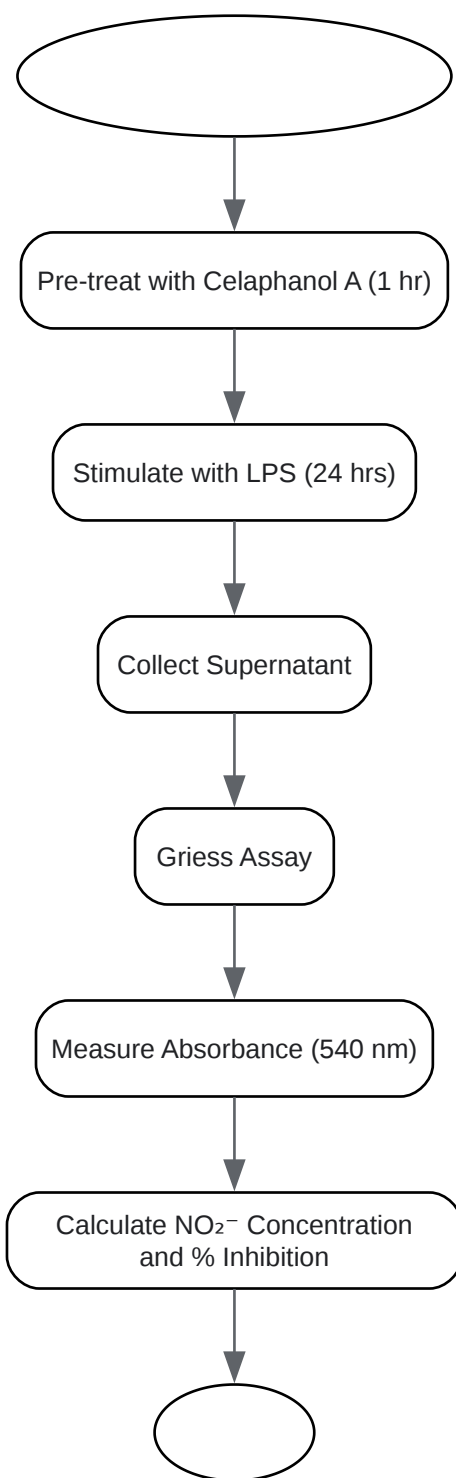 Pre-treat with Celaphanol A (1 hr)
Stimulate with LPS (24 hrs)
Collect Supernatant
Griess Assay
Measure Absorbance (540 nm)
Calculate NO₂⁻ Concentration
and % Inhibition